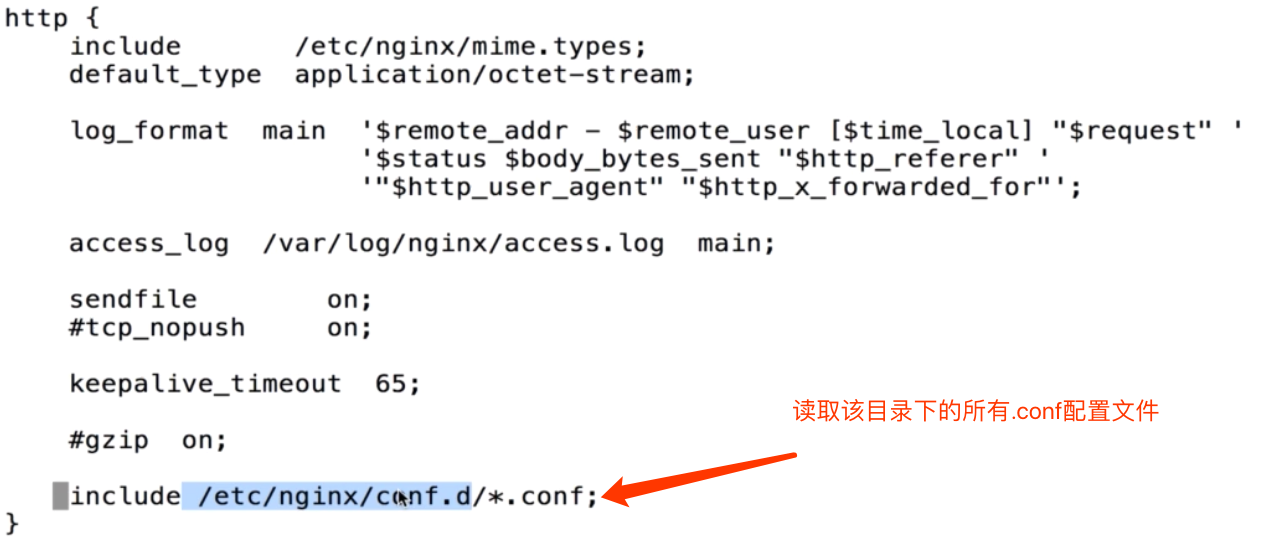 http {
    include       /etc/nginx/mime.types;
    default_type  application/octet-stream;
    log_format  main  '$remote_addr - $remote_user [$time_local] "$request" '
                      '$status $body_bytes_sent "$http_referer" '
                      '"$http_user_agent" "$http_x_forwarded_for"';
    access_log  /var/log/nginx/access.log  main;
    sendfile        on;
    #tcp_nopush     on;
    keepalive_timeout  65;
读取该目录下的所有.conf配置文件
    #gzip  on;
    include /etc/nginx/conf.d/*.conf;
}